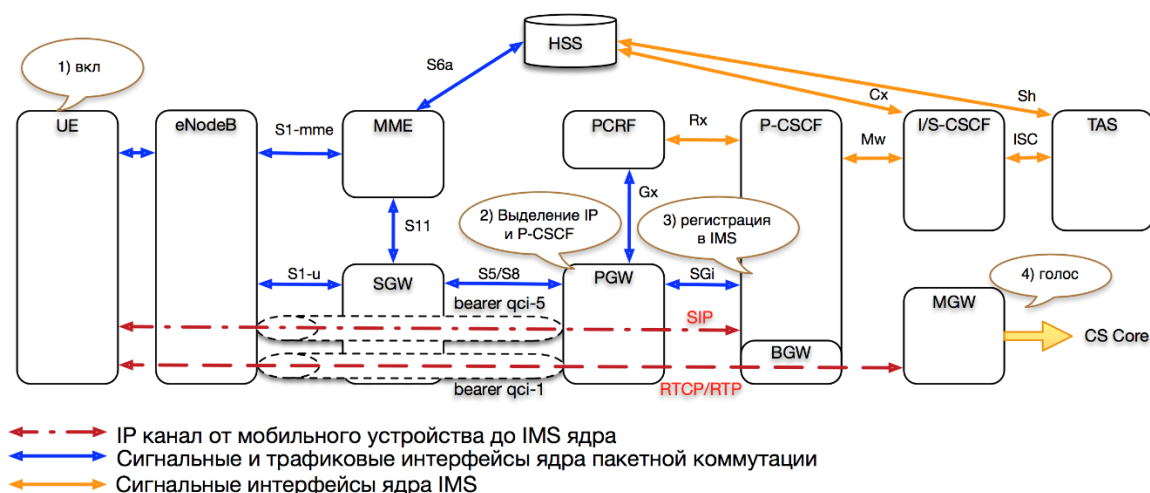 HSS
1) вкл
S6a
Cx
Sh
UE
eNodeB
S1-mme
MME
PCRF
Rx
P-CSCF
I/S-CSCF
TAS
Mw
ISC
Gx
S11
2) Выделение IP
и P-CSCF
3) регистрация
в IMS
S1-u
SGW
S5/S8
PGW
SGi
4) голос
bearer qci-5
MGW
SIP
CS Core
BGW
bearer qci-1
RTCP/RTP
IP канал от мобильного устройства до IMS ядра
Сигнальные и трафиковые интерфейсы ядра пакетной коммутации
Сигнальные интерфейсы ядра IMS